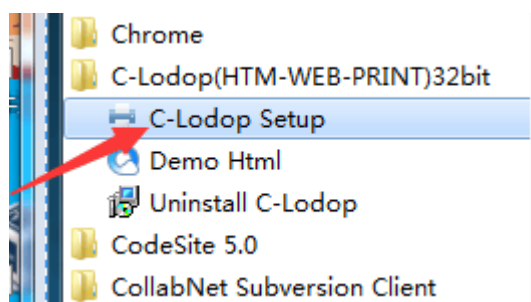 Chrome
C-Lodop(HTM-WEB-PRINT)32bit
C-Lodop Setup
Demo Html
Uninstall C-Lodop
CodeSite 5.0
CollabNet Subversion Client